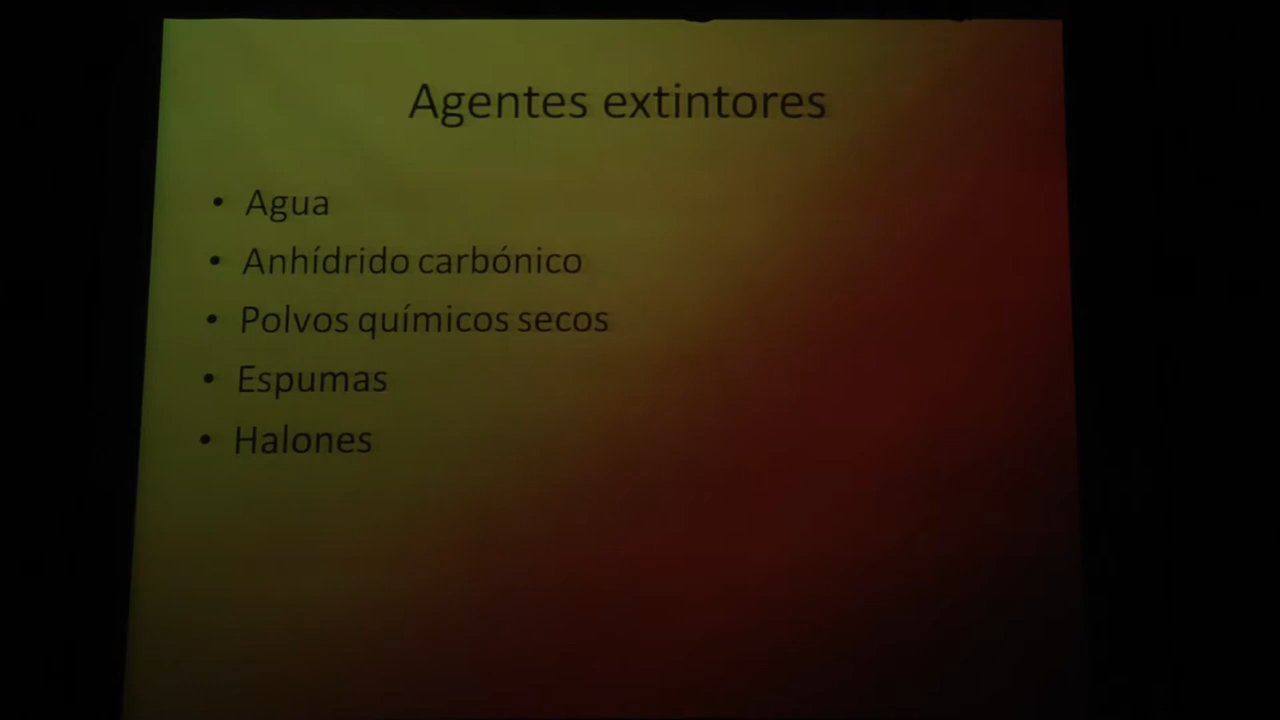 Agentes extintores
• Agua
• Anhídrido carbónico
• Polvos químicos secos
• Espumas
• Halones